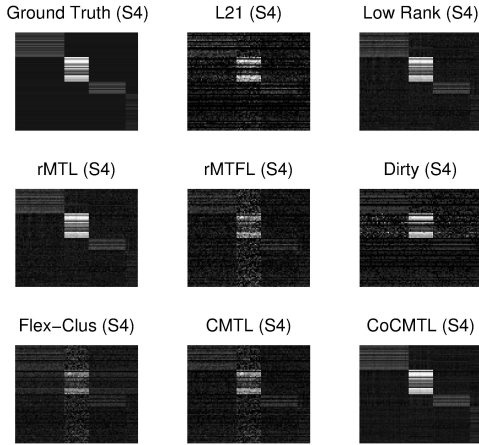 Ground Truth (S4) L21 (S4) Low Rank (S4)
rMTL (S4) rMTFL (S4) Dirty (S4)
Flex−Clus (S4) CMTL (S4) CoCMTL (S4)